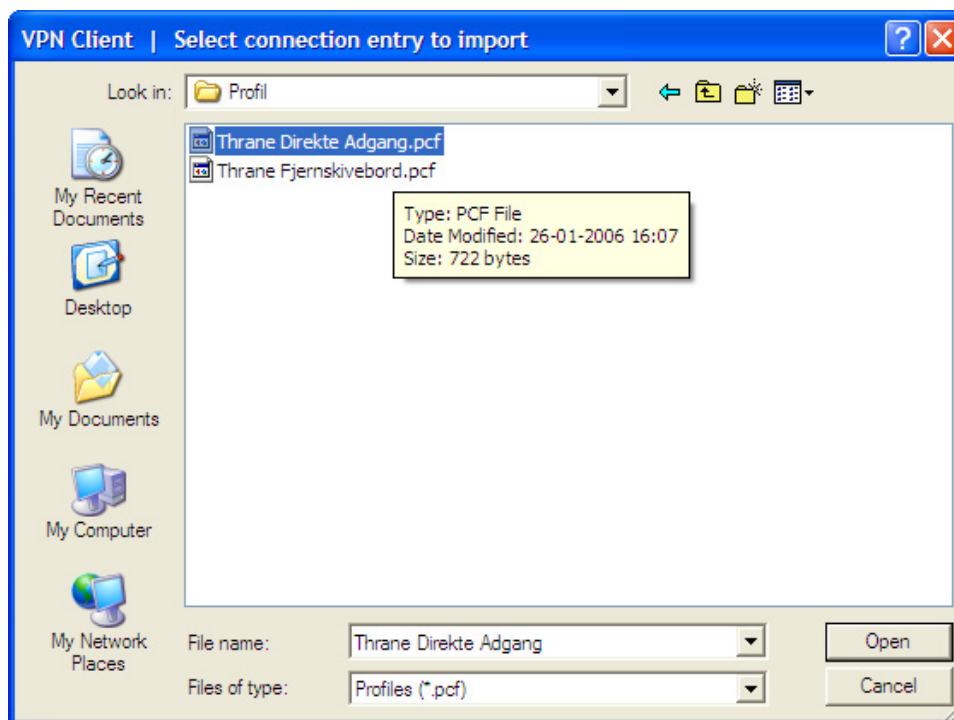 VPN Client | Select connection entry to import
Look in: Profil
Thrane Direkte Adgang.pcf
Thrane Fjernskivebord.pcf
Type: PCF File
Date Modified: 26-01-2006 16:07
Size: 722 bytes
My Recent
Documents
Desktop
My Documents
My Computer
My Network
Places
File name: Thrane Direkte Adgang Open
Files of type: Profiles (*.pcf) Cancel